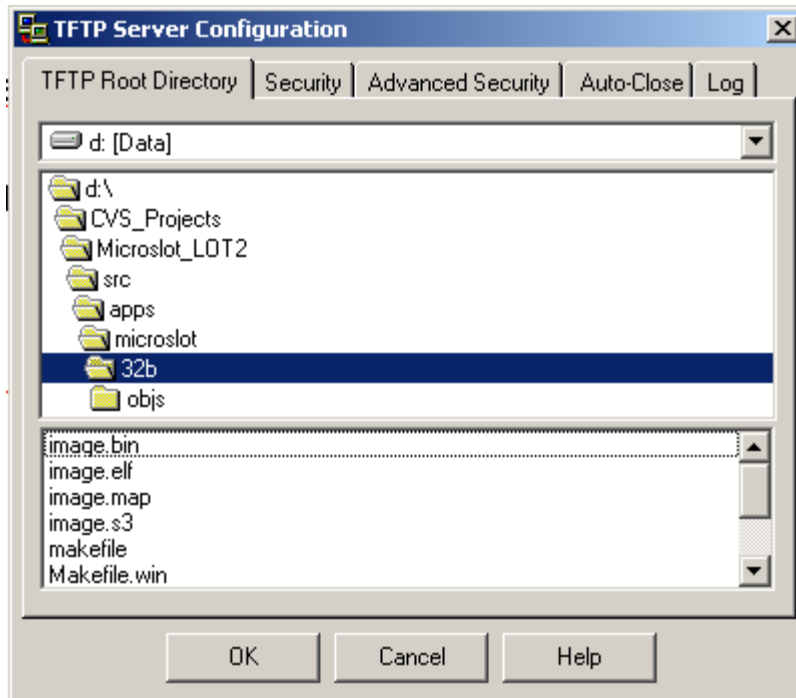 TFTP Server Configuration
TFTP Root Directory Security Advanced Security Auto-Close Log
d: [Data]
d:\
CVS_Projects
Microslot_LOT2
src
apps
microslot
32b
objs
image.bin
image.elf
image.map
image.s3
makefile
Makefile.win
OK Cancel Help